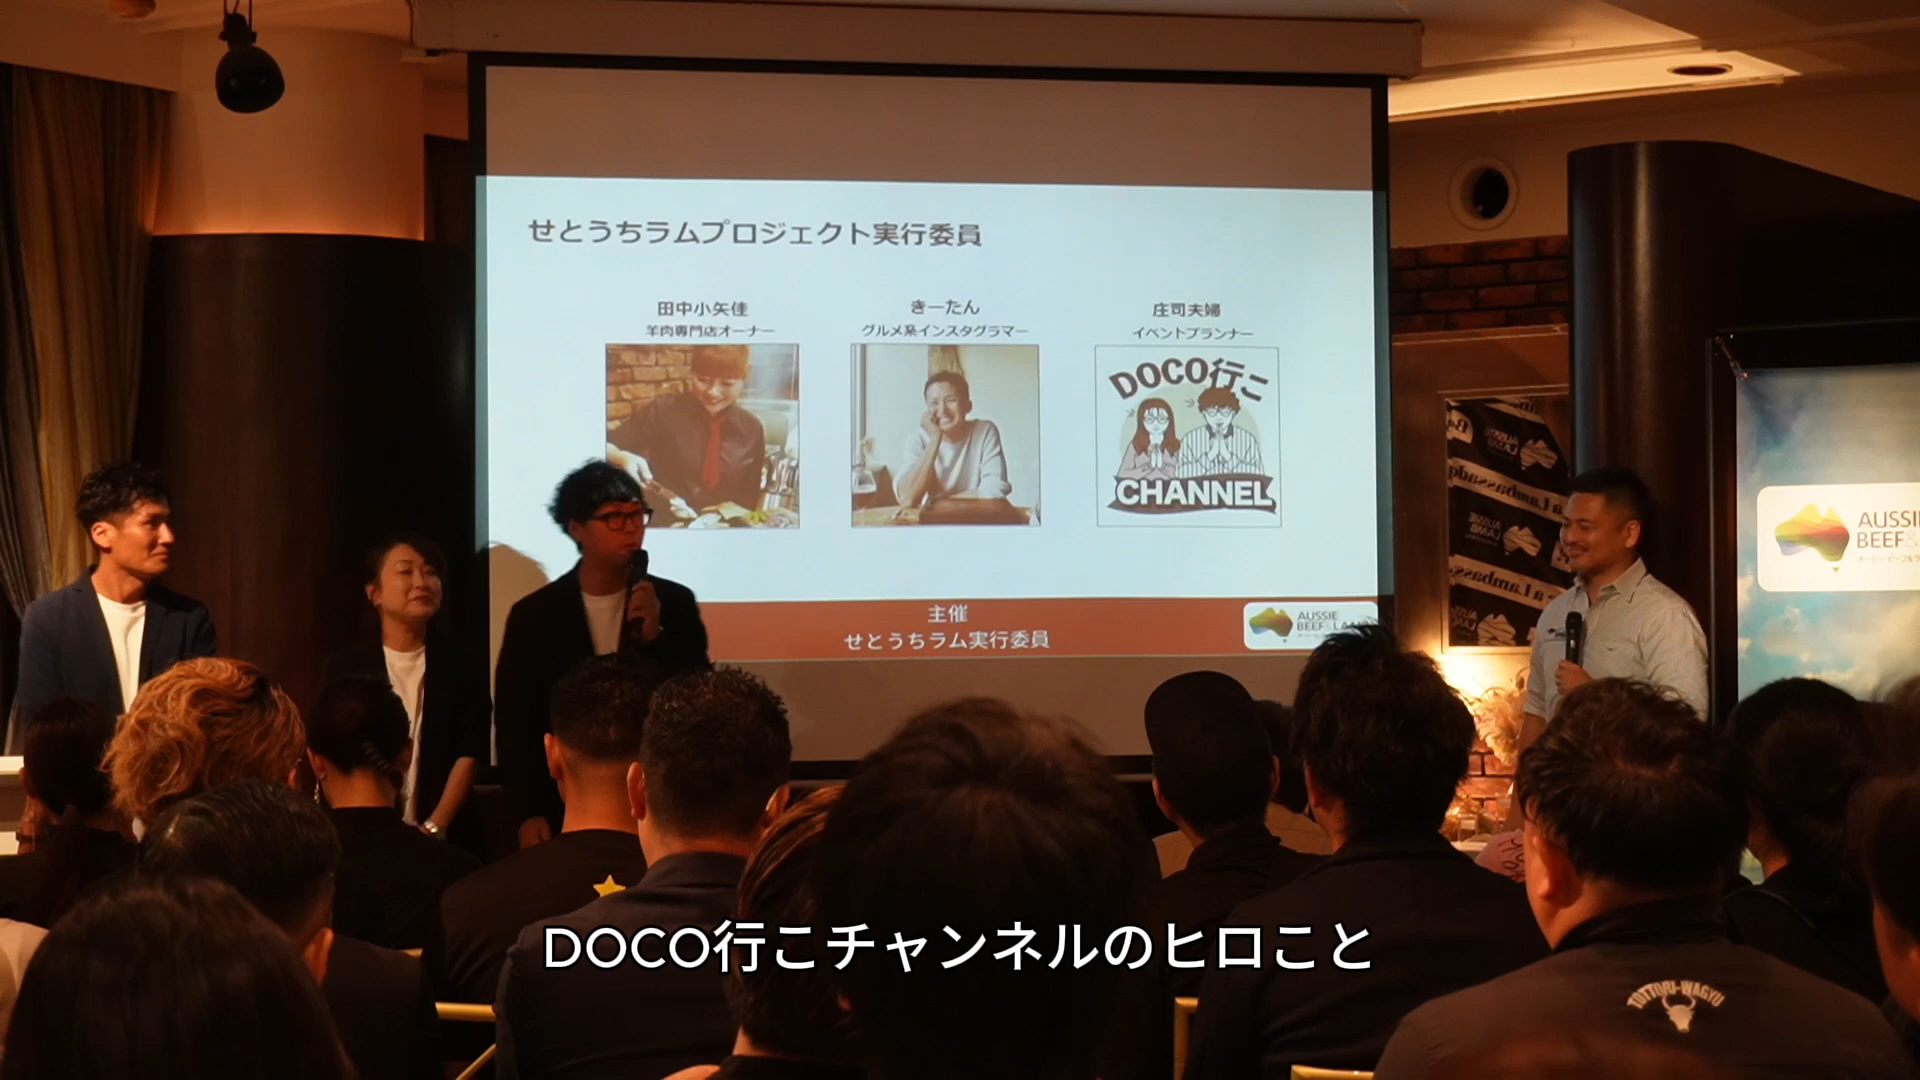 せとうちラムプロジェクト実行委員
田中小矢佳
羊肉専門店オーナー
きーたん
グルメ系インスタグラマー
庄司夫婦
イベントプランナー
DOCO行こ
CHANNEL
主催
せとうちラム実行委員
AUSSIE
BEEF
AUSSIE
BEEF
DOCO行こチャンネルのヒロこと
TOTTORI-WAGYU